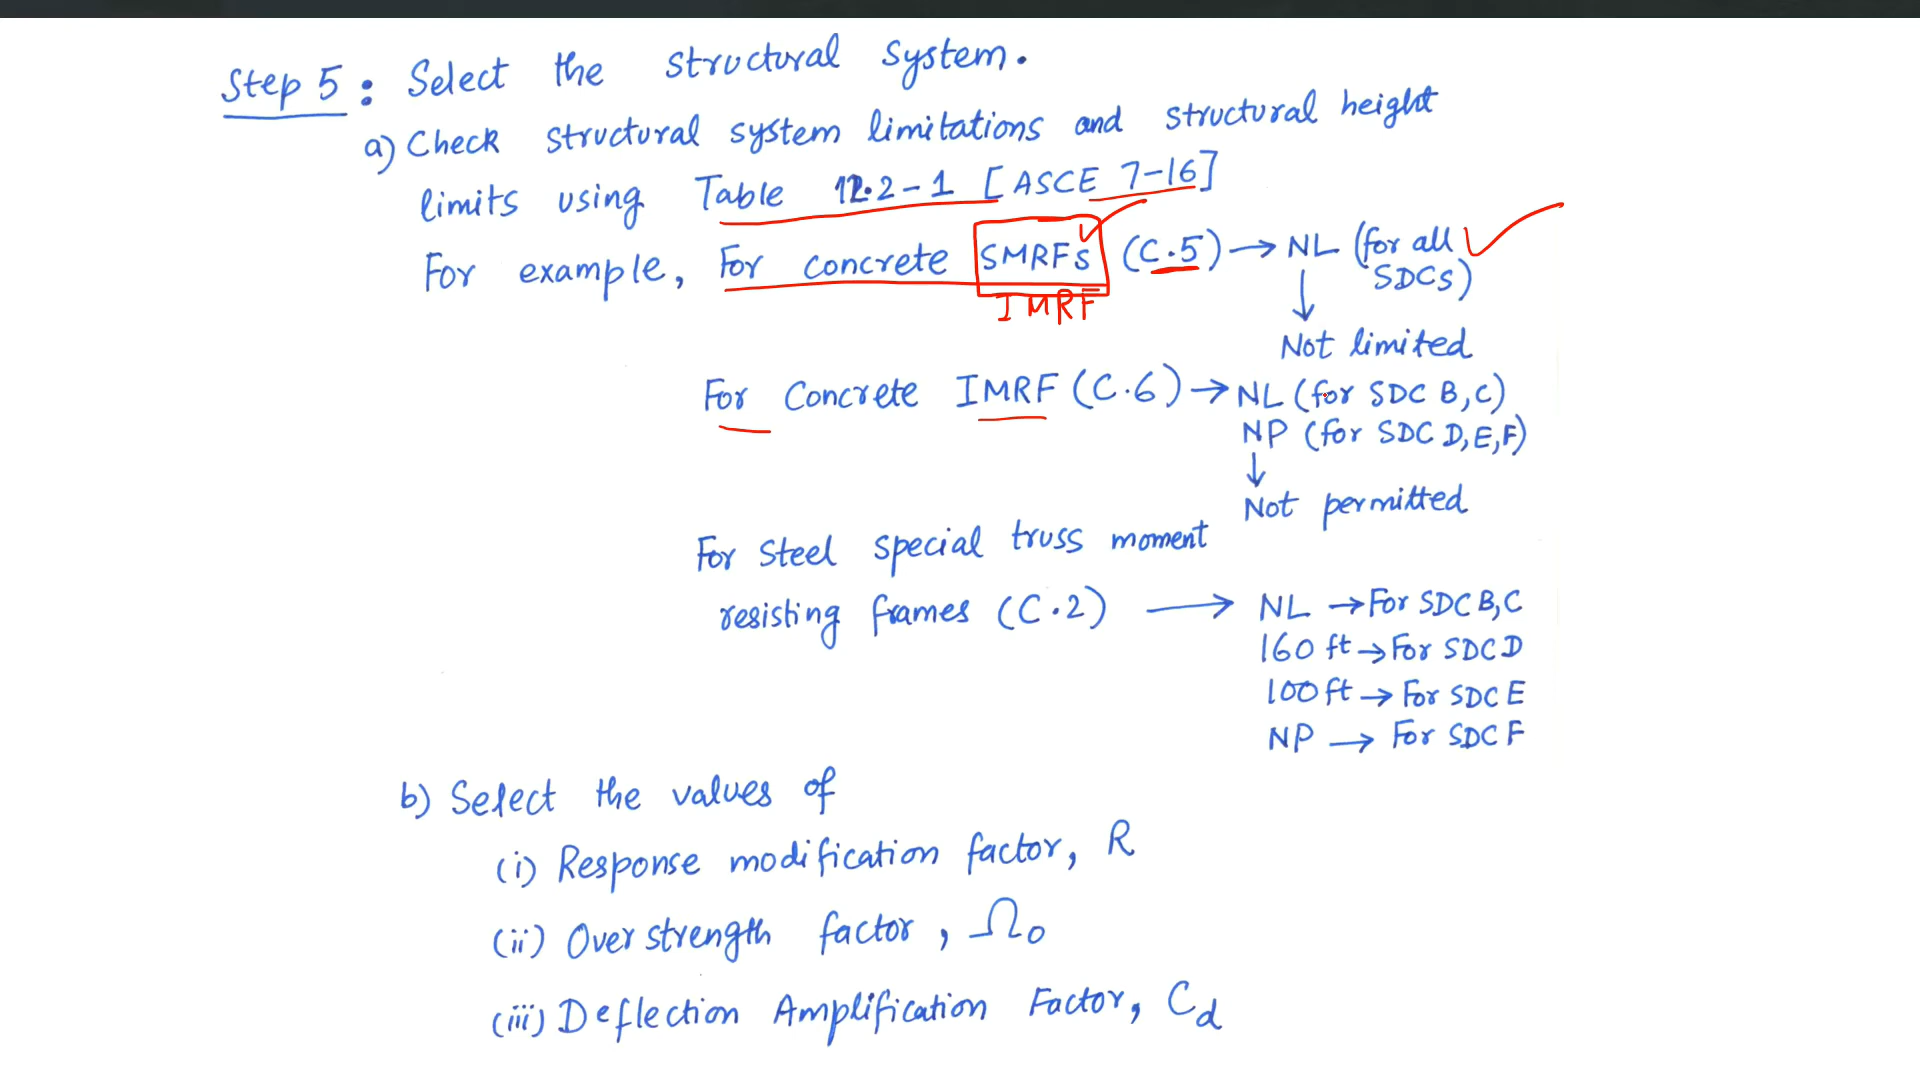 Step 5 : Select the structural system.
a) Check structural system limitations and structural height
limits using Table 12.2-1 [ASCE 7-16]
For example, For concrete SMRFs (C.5) → NL (for all
SDCs)
IMRF
↓
Not limited
For Concrete IMRF (C.6) → NL (for SDC B,C)
NP (for SDC D,E,F)
↓
Not permitted
For Steel special truss moment
resisting frames (C.2) → NL → For SDC B,C
160 ft → For SDC D
100 ft → For SDC E
NP → For SDC F
b) Select the values of
(i) Response modification factor, R
(ii) Over strength factor, Ω₀
(iii) Deflection Amplification Factor, Cd